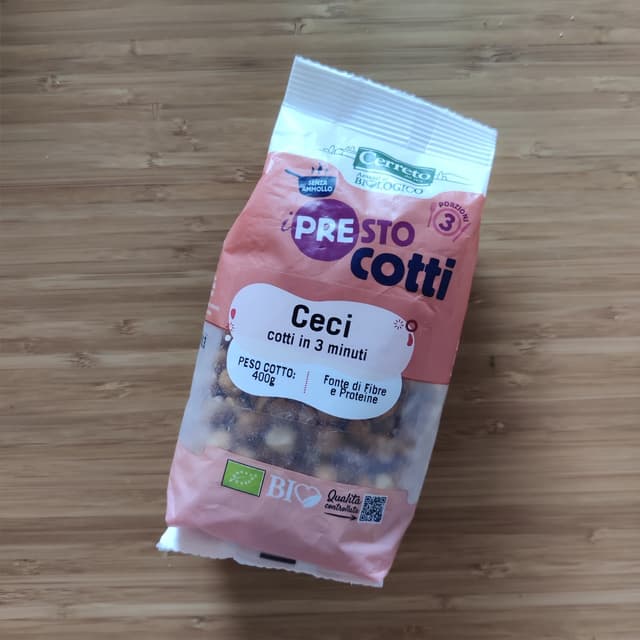 Cerreto
BIOLOGICO
SENZA
AMMOLLO
PORZIONI
3
i PRESTO
cotti
Ceci
cotti in 3 minuti
PESO COTTO:
400g
Fonte di Fibre
e Proteine
BIO
Qualità
controllata